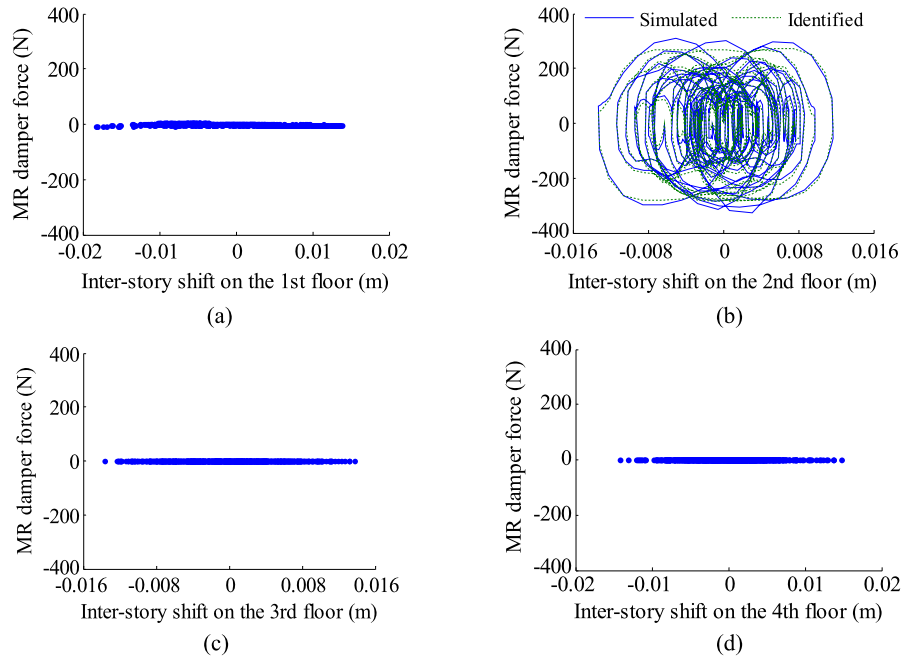 400
200
0
-200
-400
MR damper force (N)
-0.02
-0.01
0
0.01
0.02
Inter-story shift on the 1st floor (m)
(a)
Simulated
Identified
400
200
0
-200
-400
MR damper force (N)
-0.016
-0.008
0
0.008
0.016
Inter-story shift on the 2nd floor (m)
(b)
400
200
0
-200
-400
MR damper force (N)
-0.016
-0.008
0
0.008
0.016
Inter-story shift on the 3rd floor (m)
(c)
400
200
0
-200
-400
MR damper force (N)
-0.02
-0.01
0
0.01
0.02
Inter-story shift on the 4th floor (m)
(d)